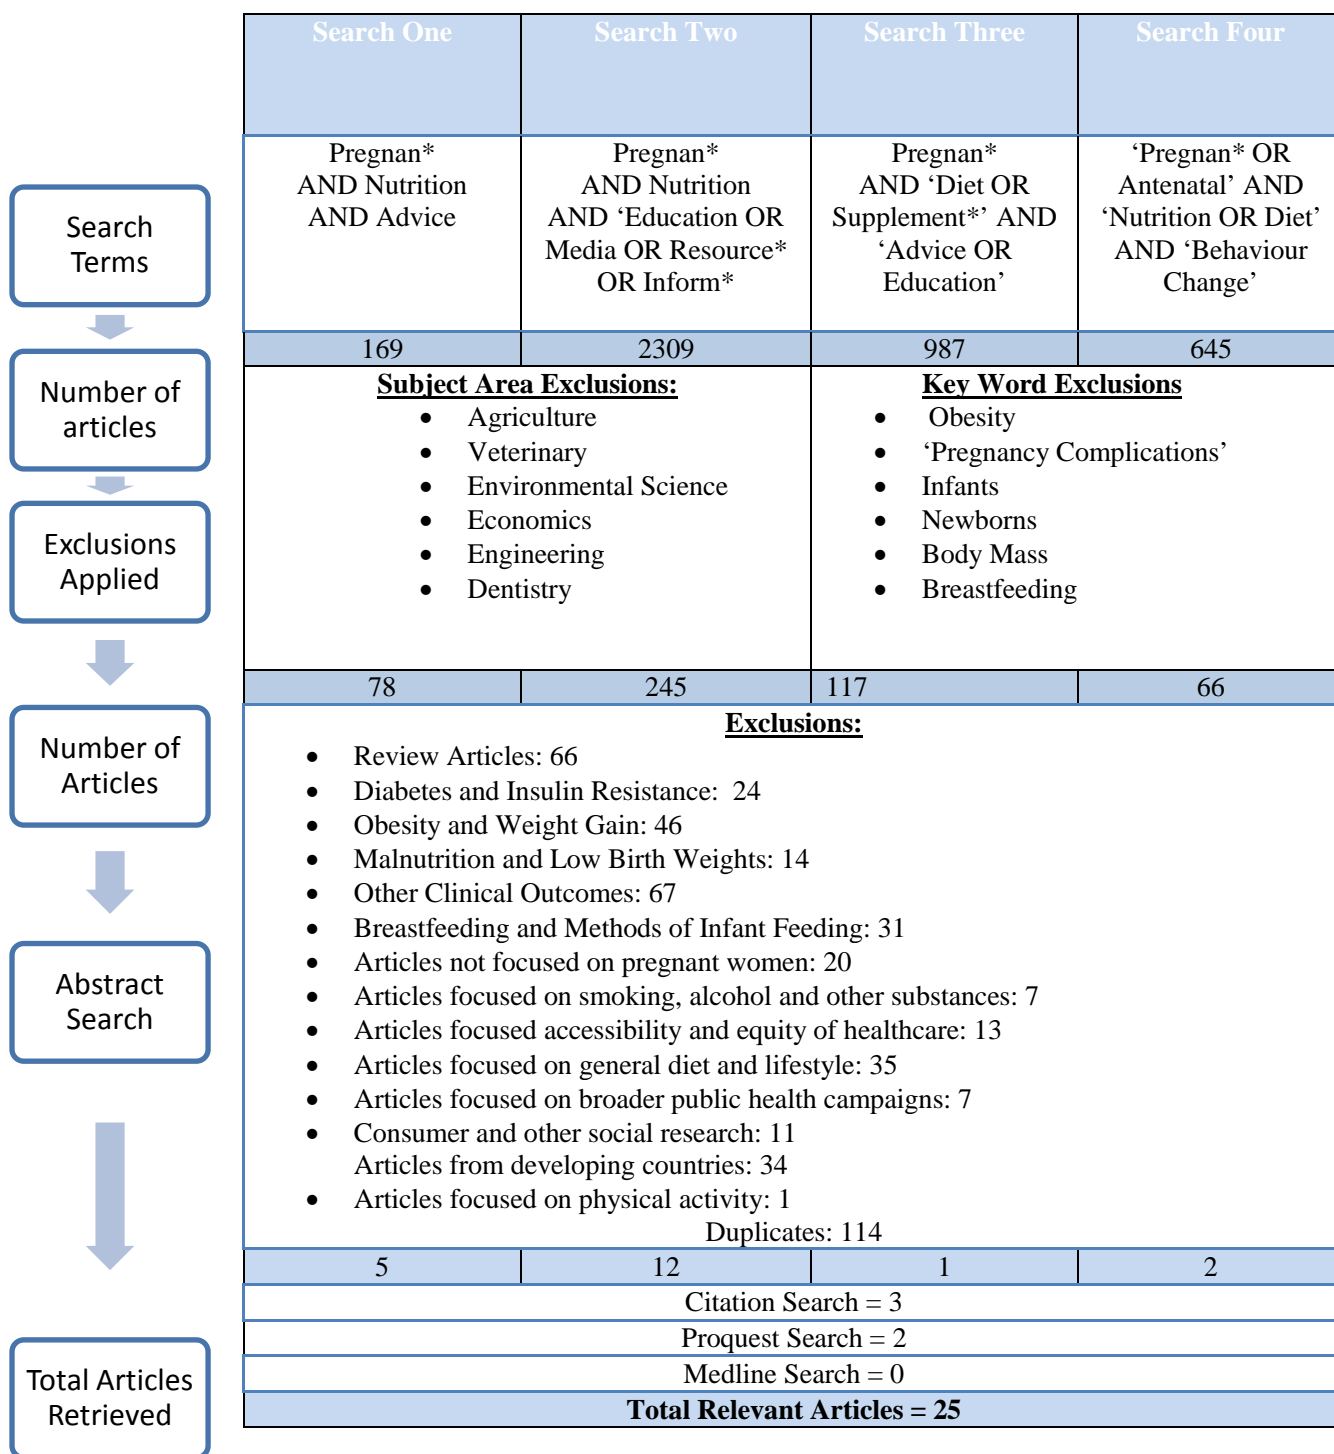 Search One
Search Two
Search Three
Search Four
Search
Terms
Pregnan*
AND Nutrition
AND Advice
Pregnan*
AND Nutrition
AND ‘Education OR
Media OR Resource*
OR Inform*
Pregnan*
AND ‘Diet OR
Supplement*’ AND
‘Advice OR
Education’
‘Pregnan* OR
Antenatal’ AND
‘Nutrition OR Diet’
AND ‘Behaviour
Change’
Number of
articles
169
2309
987
645
Exclusions
Applied
Subject Area Exclusions:
• Agriculture
• Veterinary
• Environmental Science
• Economics
• Engineering
• Dentistry
Key Word Exclusions
• Obesity
• ‘Pregnancy Complications’
• Infants
• Newborns
• Body Mass
• Breastfeeding
Number of
Articles
78
245
117
66
Abstract
Search
Exclusions:
• Review Articles: 66
• Diabetes and Insulin Resistance: 24
• Obesity and Weight Gain: 46
• Malnutrition and Low Birth Weights: 14
• Other Clinical Outcomes: 67
• Breastfeeding and Methods of Infant Feeding: 31
• Articles not focused on pregnant women: 20
• Articles focused on smoking, alcohol and other substances: 7
• Articles focused accessibility and equity of healthcare: 13
• Articles focused on general diet and lifestyle: 35
• Articles focused on broader public health campaigns: 7
• Consumer and other social research: 11
Articles from developing countries: 34
• Articles focused on physical activity: 1
Duplicates: 114
5
12
1
2
Citation Search = 3
Proquest Search = 2
Medline Search = 0
Total Articles
Retrieved
Total Relevant Articles = 25